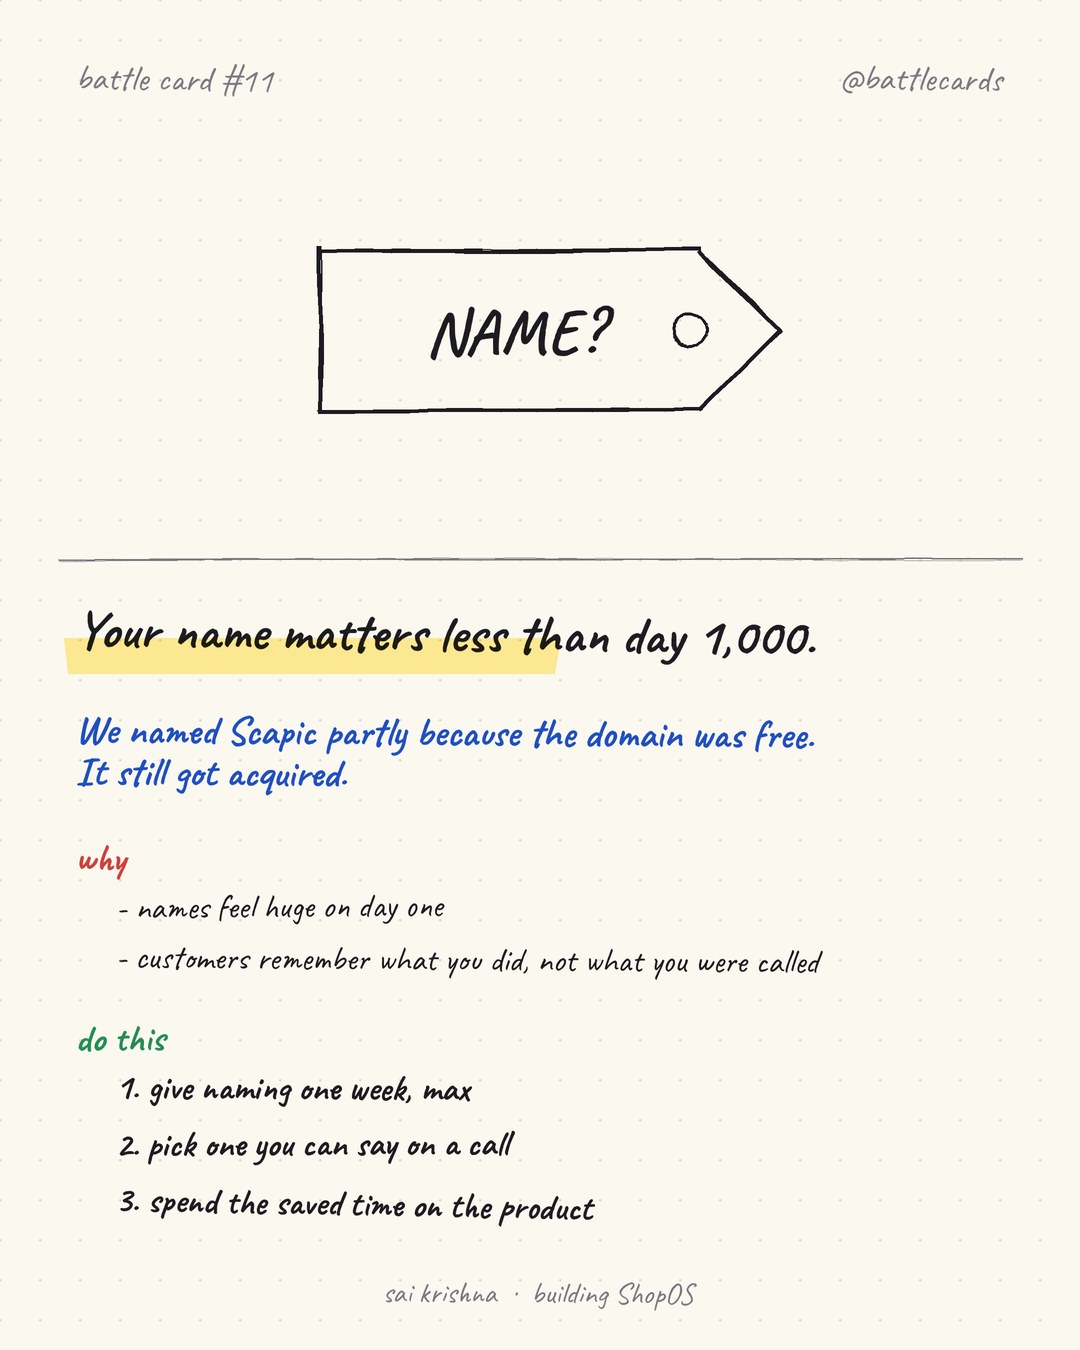 battle card #11
@battlecards
NAME?
Your name matters less than day 1,000.
We named Scapic partly because the domain was free.
It still got acquired.
why
- names feel huge on day one
- customers remember what you did, not what you were called
do this
1. give naming one week, max
2. pick one you can say on a call
3. spend the saved time on the product
sai krishna · building ShopOS